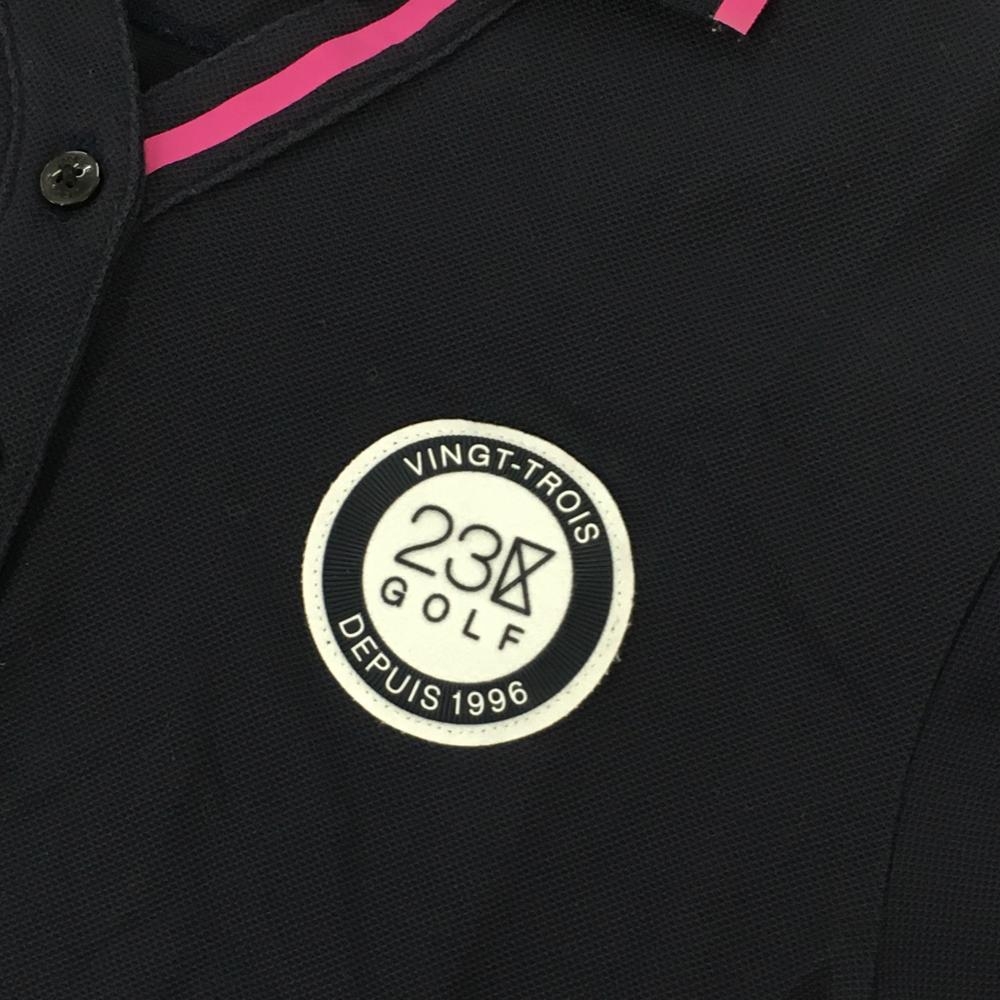 VINGT-TROIS
23
GOLF
DEPUIS 1996